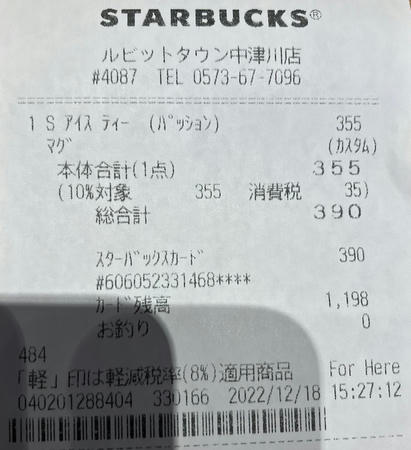 STARBUCKS®
ルビットタウン中津川店
#4087 TEL 0573-67-7096
1 S ｱｲｽ ﾃｨｰ (ﾊﾟｯｼｮﾝ) 355
ﾏｸﾞ (ｶｽﾀﾑ)
本体合計(1点) 355
(10%対象 355 消費税 35)
総合計 390
ｽﾀｰﾊﾞｯｸｽｶｰﾄﾞ 390
#606052331468****
ｶｰﾄﾞ残高 1,198
お釣り 0
484
「軽」印は軽減税率(8%)適用商品 For Here
040201288404 330166 2022/12/18 15:27:12